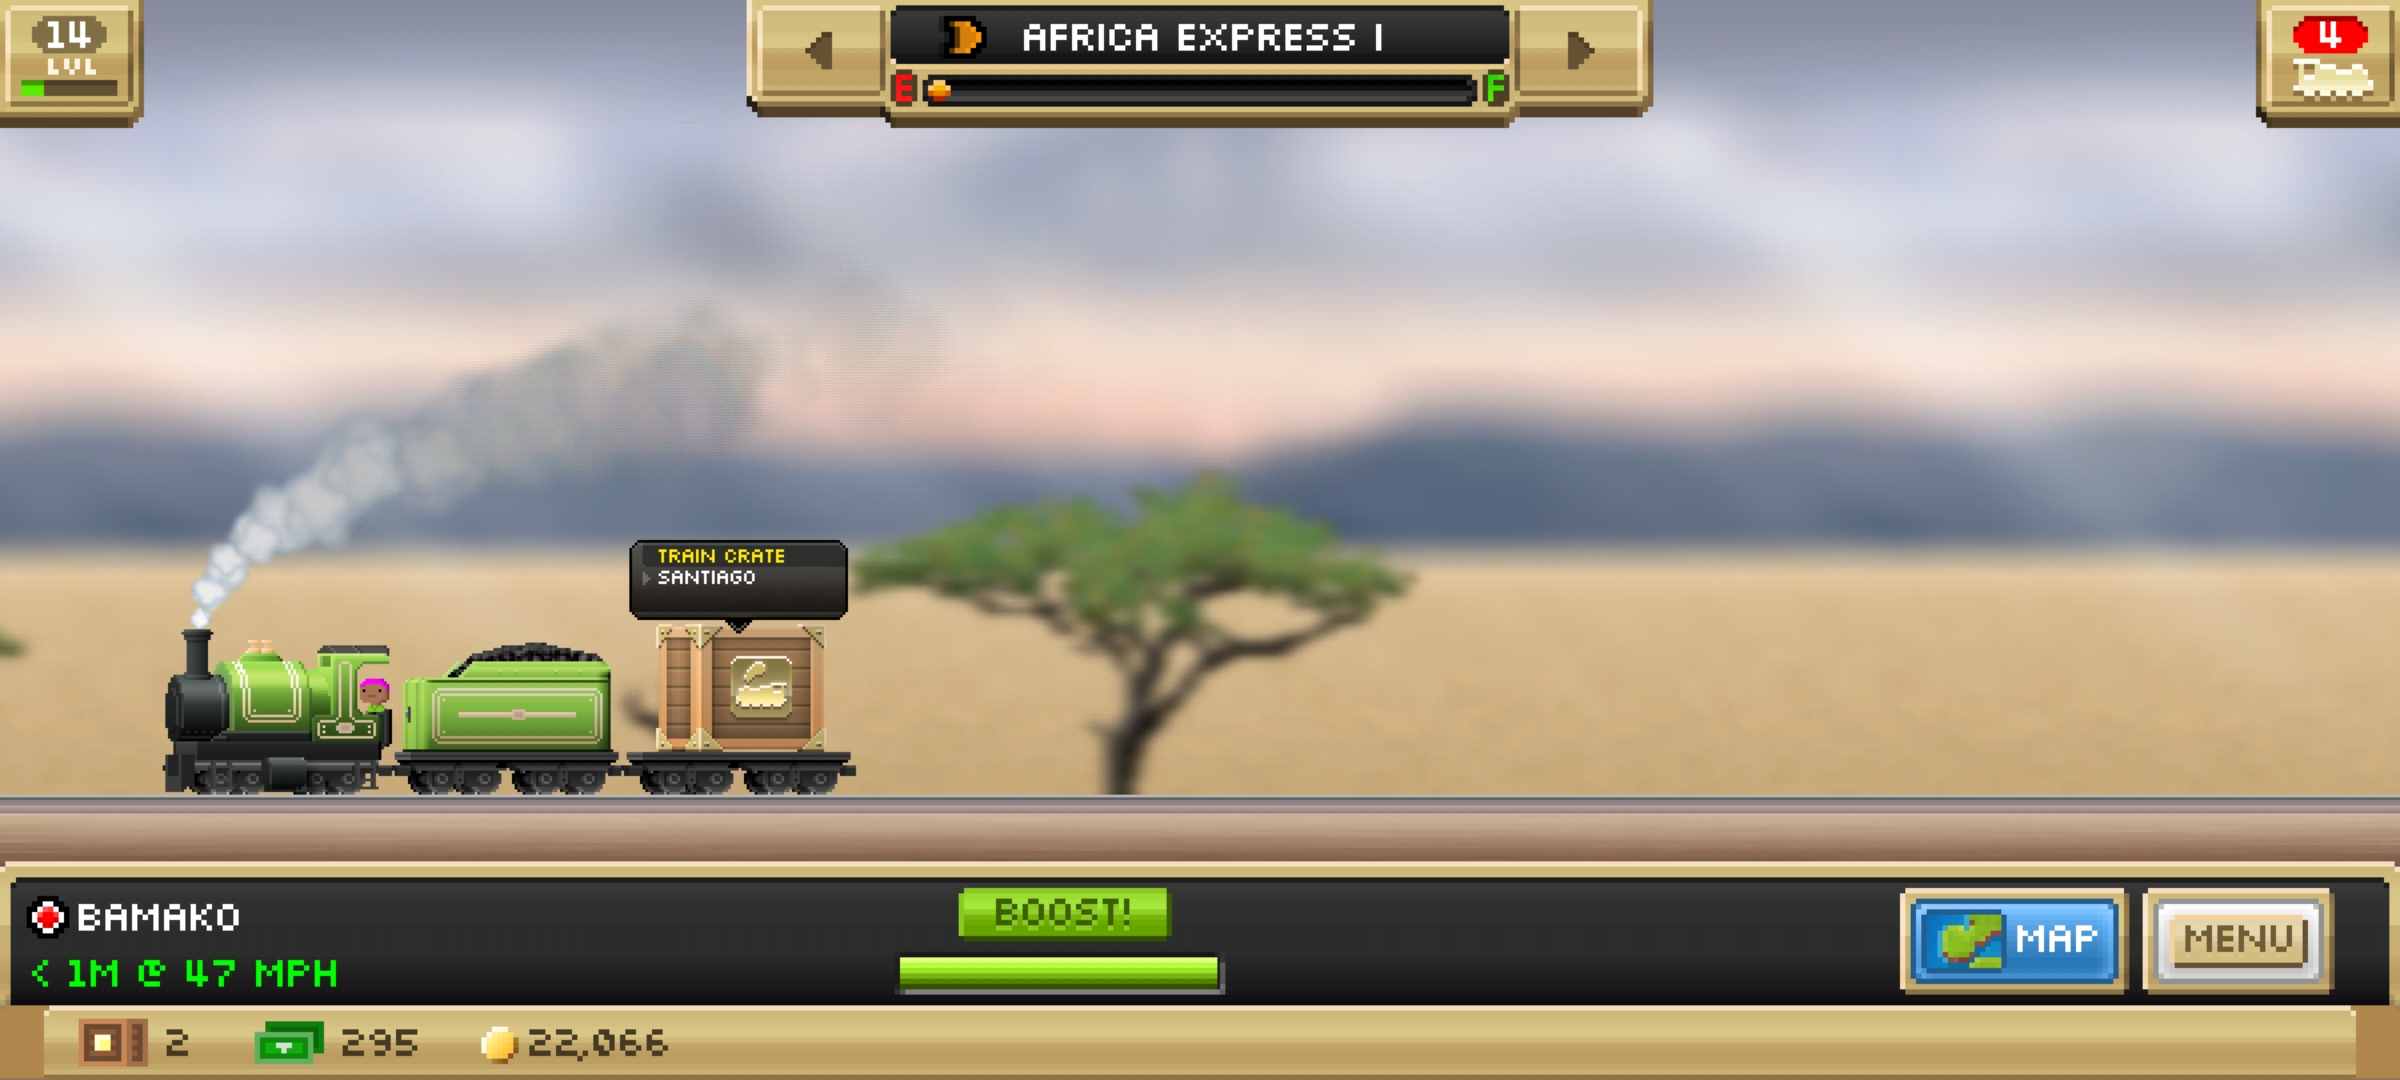 14
LVL
AFRICA EXPRESS I
E F
4
TRAIN CRATE
SANTIAGO
BAMAKO
< 1M @ 47 MPH
BOOST!
MAP
MENU
2
295
22,066